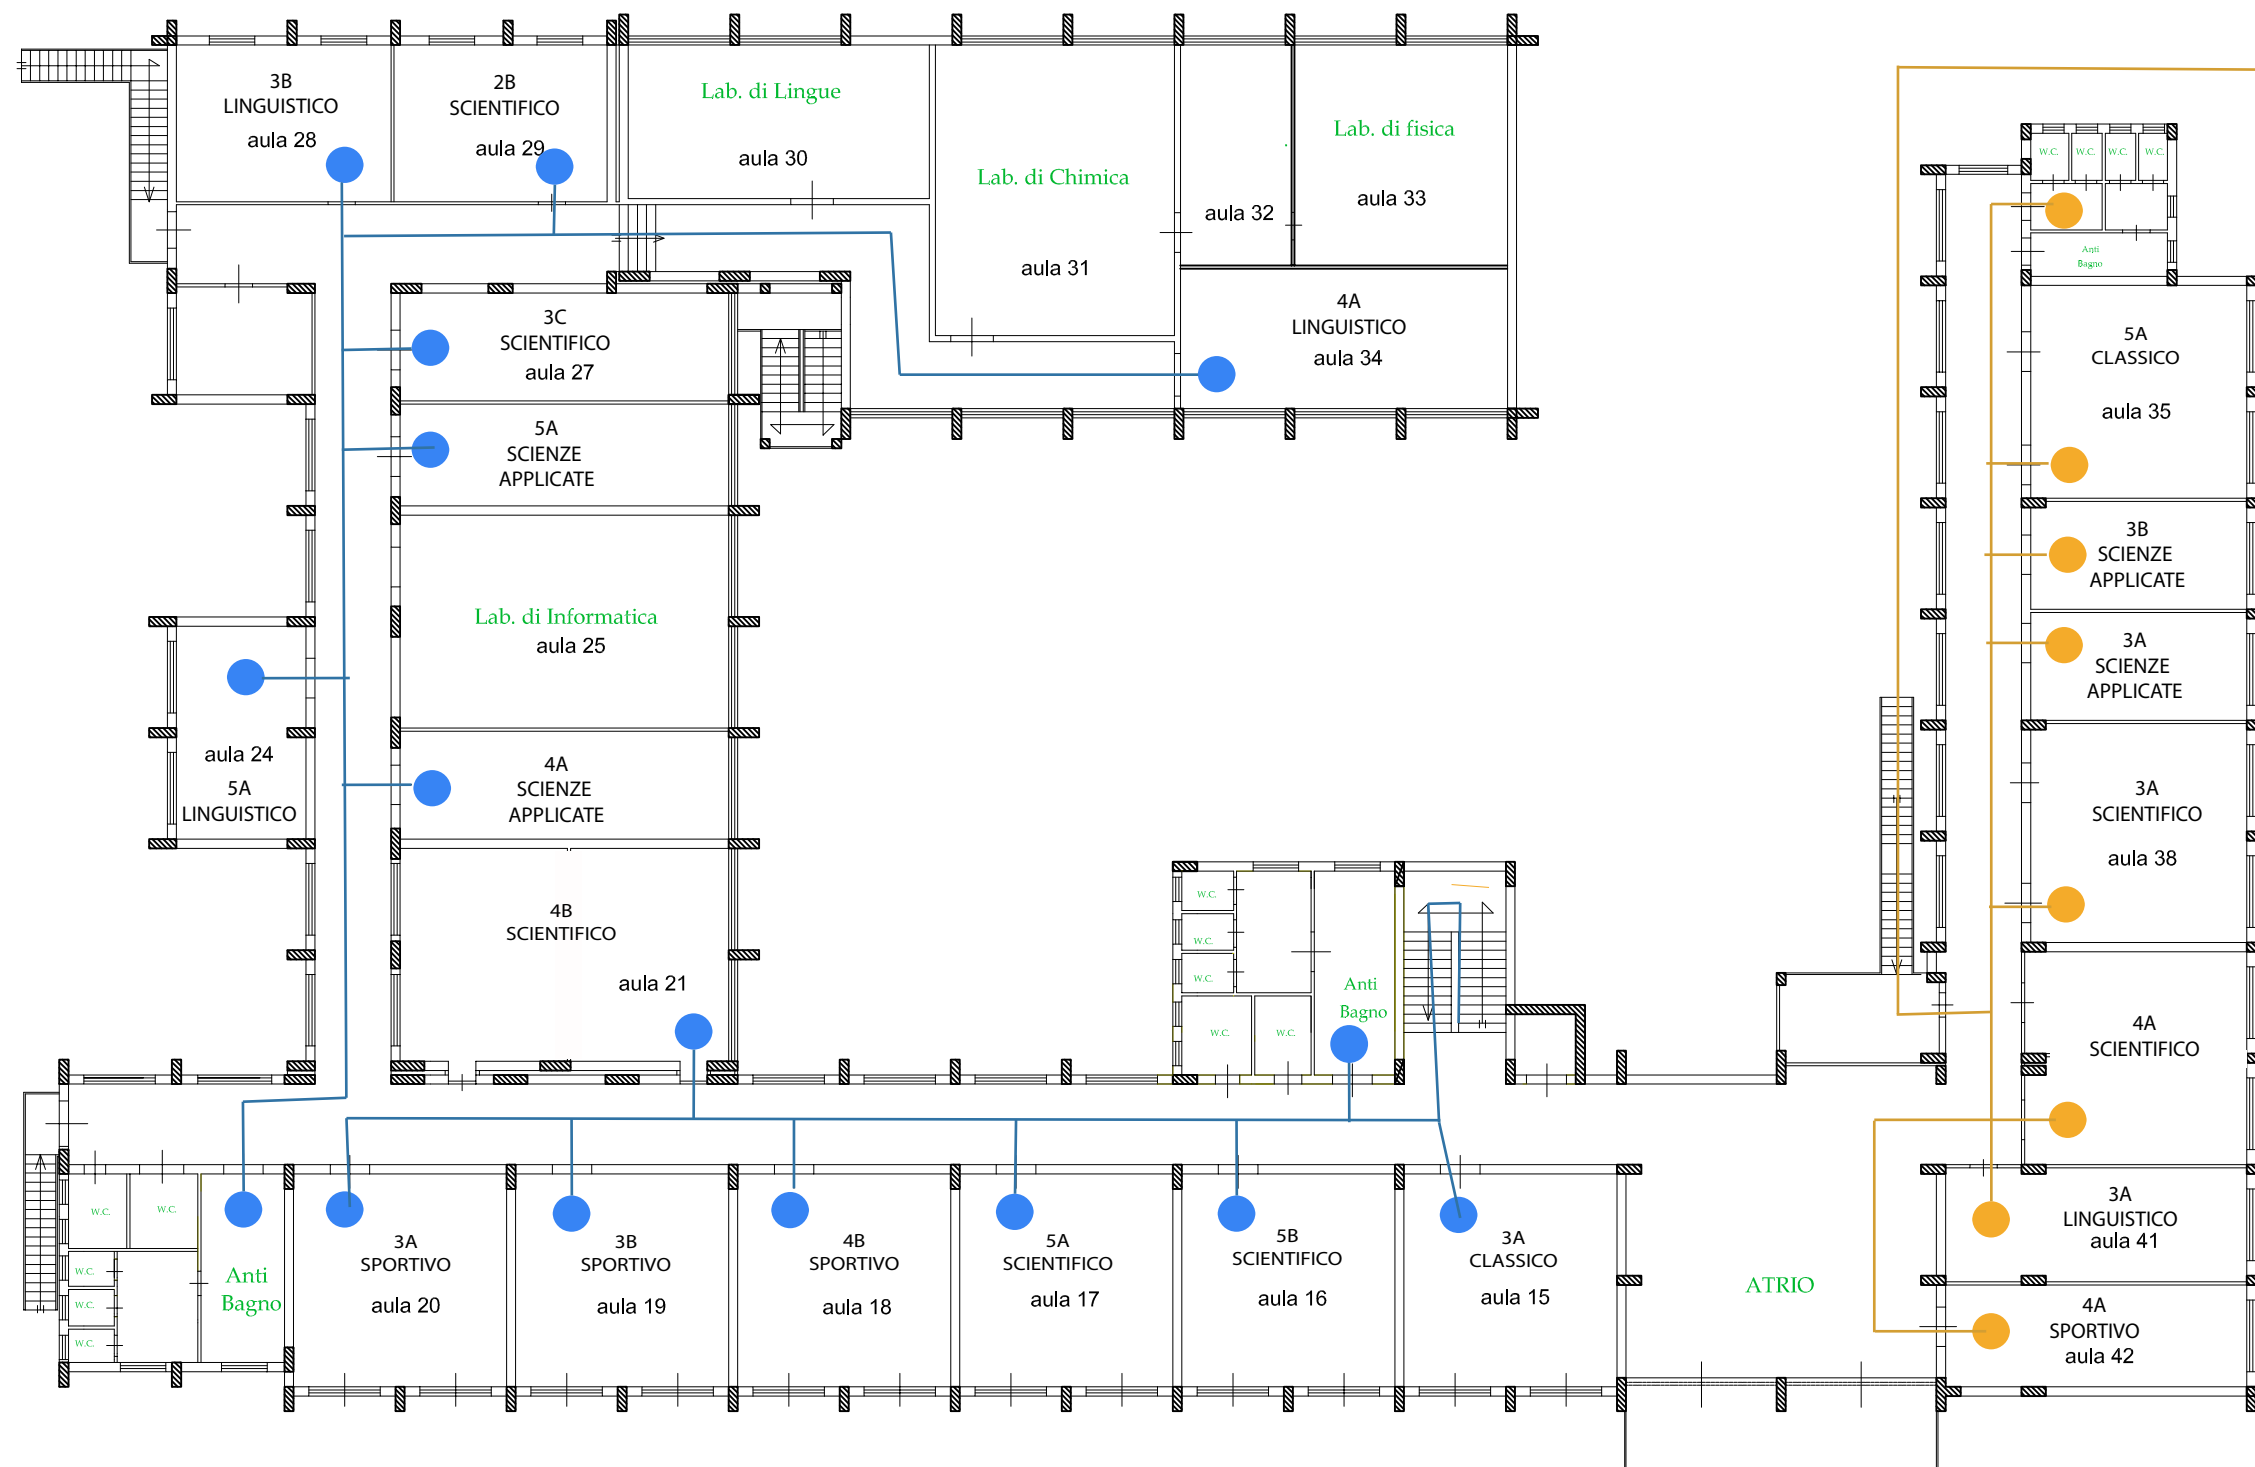 3B
LINGUISTICO
aula 28
2B
SCIENTIFICO
aula 29
Lab. di Lingue
aula 30
Lab. di Chimica
aula 31
aula 32
Lab. di fisica
aula 33
4A
LINGUISTICO
aula 34
3C
SCIENTIFICO
aula 27
5A
SCIENZE
APPLICATE
Lab. di Informatica
aula 25
aula 24
5A
LINGUISTICO
4A
SCIENZE
APPLICATE
4B
SCIENTIFICO
aula 21
W.C.
W.C.
W.C.
W.C.
W.C.
Anti
Bagno
W.C.
W.C.
W.C.
W.C.
W.C.
Anti
Bagno
3A
SPORTIVO
aula 20
3B
SPORTIVO
aula 19
4B
SPORTIVO
aula 18
5A
SCIENTIFICO
aula 17
5B
SCIENTIFICO
aula 16
3A
CLASSICO
aula 15
ATRIO
W.C.
W.C.
W.C.
W.C.
Anti
Bagno
5A
CLASSICO
aula 35
3B
SCIENZE
APPLICATE
3A
SCIENZE
APPLICATE
3A
SCIENTIFICO
aula 38
4A
SCIENTIFICO
3A
LINGUISTICO
aula 41
4A
SPORTIVO
aula 42